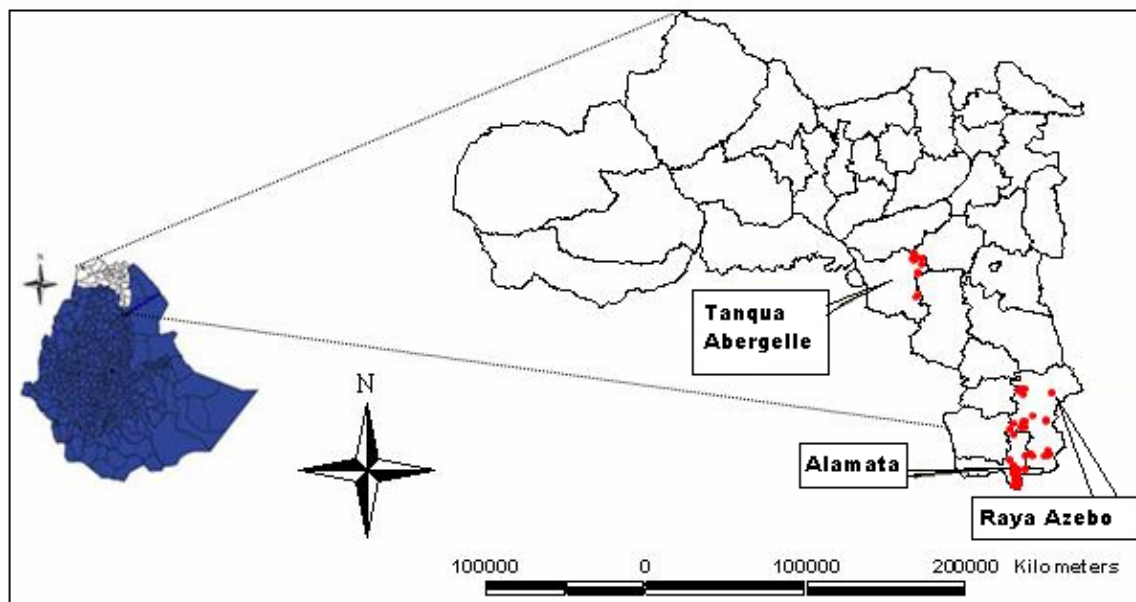 N
Tanqua
Abergelle
N
Alamata
Raya Azebo
100000 0 100000 200000 Kilometers